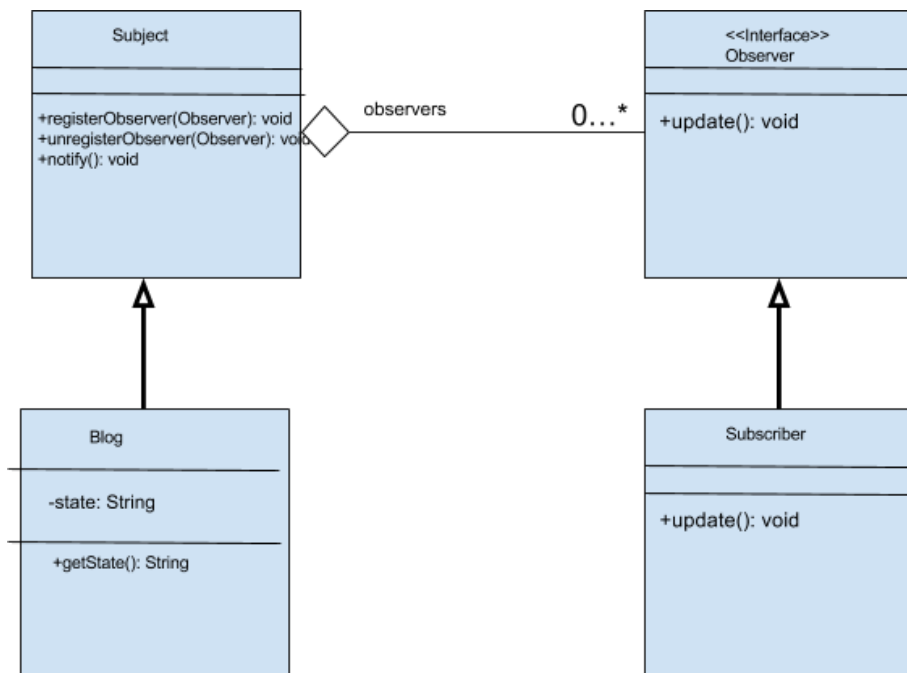 Subject
+registerObserver(Observer): void
+unregisterObserver(Observer): void
+notify(): void
observers
0...*
<<Interface>>
Observer
+update(): void
Blog
-state: String
+getState(): String
Subscriber
+update(): void